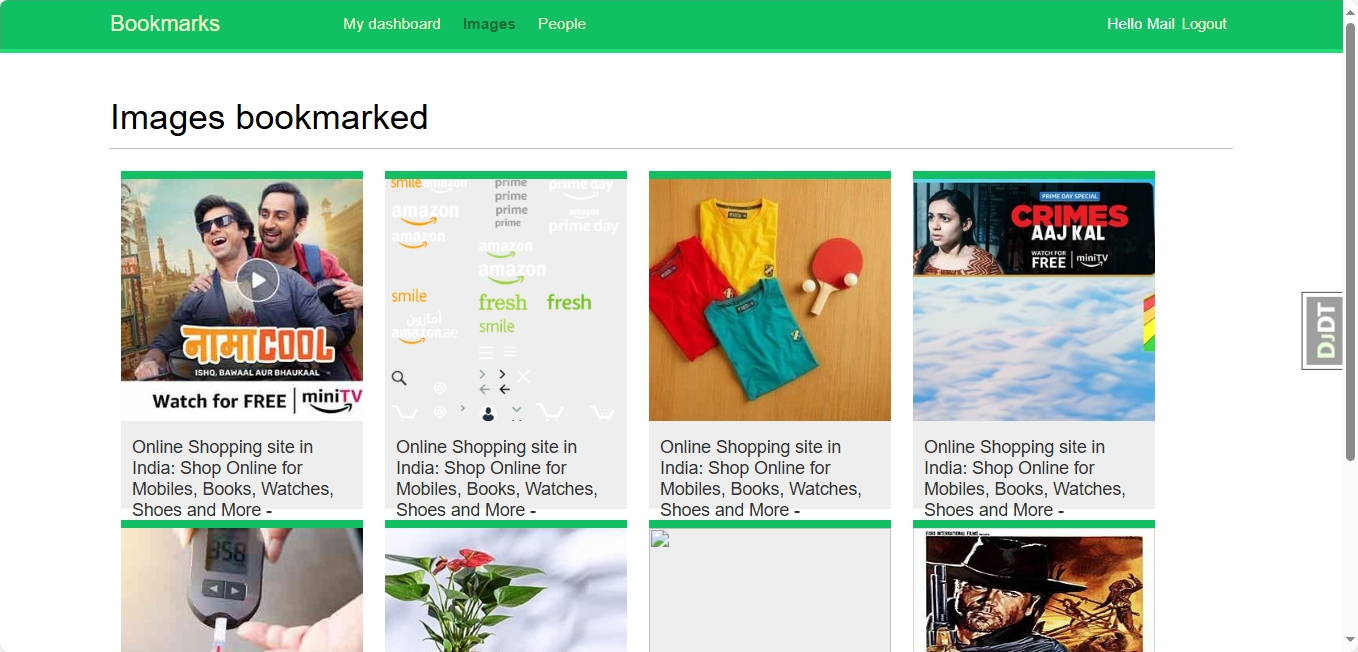 Bookmarks
My dashboard Images People
Hello Mail Logout
Images bookmarked
नामाCOOL
ISHQ, BAWAAL AUR BHAUKAAL
Watch for FREE | miniTV
smile amazon
amazon
amazon
smile
أمازون
amazon.ae
prime
prime
prime
prime
amazon
amazon
fresh fresh
smile
prime day
amazon
prime day
PRIME DAY SPECIAL
CRIMES
AAJ KAL
WATCH FOR
FREE | miniTV
Online Shopping site in
India: Shop Online for
Mobiles, Books, Watches,
Shoes and More -
Online Shopping site in
India: Shop Online for
Mobiles, Books, Watches,
Shoes and More -
Online Shopping site in
India: Shop Online for
Mobiles, Books, Watches,
Shoes and More -
Online Shopping site in
India: Shop Online for
Mobiles, Books, Watches,
Shoes and More -
358
EURO INTERNATIONAL FILMS
DJDT